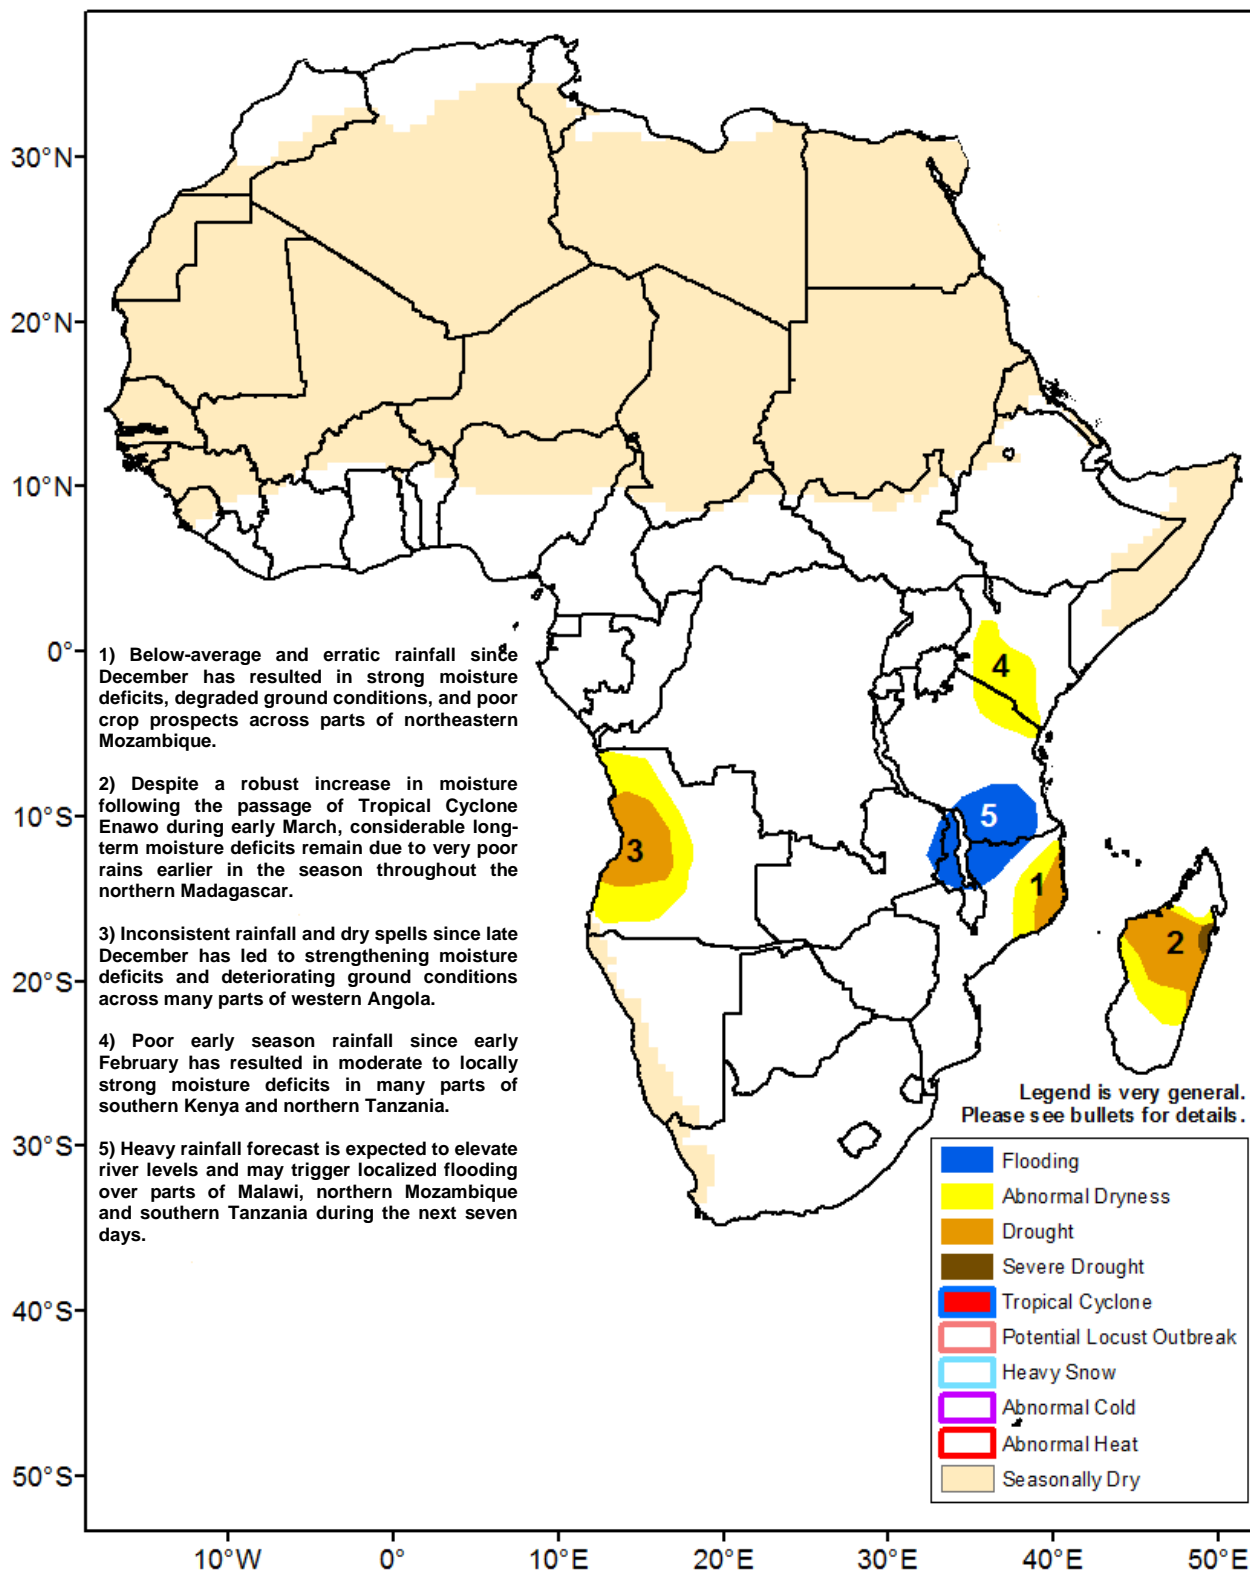 30°N
20°N
10°N
0°
10°S
20°S
30°S
40°S
50°S
1) Below-average and erratic rainfall since
December has resulted in strong moisture
deficits, degraded ground conditions, and poor
crop prospects across parts of northeastern
Mozambique.
2) Despite a robust increase in moisture
following the passage of Tropical Cyclone
Enawo during early March, considerable long-
term moisture deficits remain due to very poor
rains earlier in the season throughout the
northern Madagascar.
3) Inconsistent rainfall and dry spells since late
December has led to strengthening moisture
deficits and deteriorating ground conditions
across many parts of western Angola.
4) Poor early season rainfall since early
February has resulted in moderate to locally
strong moisture deficits in many parts of
southern Kenya and northern Tanzania.
5) Heavy rainfall forecast is expected to elevate
river levels and may trigger localized flooding
over parts of Malawi, northern Mozambique
and southern Tanzania during the next seven
days.
4
5
3
1
2
Legend is very general.
Please see bullets for details.
Flooding
Abnormal Dryness
Drought
Severe Drought
Tropical Cyclone
Potential Locust Outbreak
Heavy Snow
Abnormal Cold
Abnormal Heat
Seasonally Dry
10°W
0°
10°E
20°E
30°E
40°E
50°E